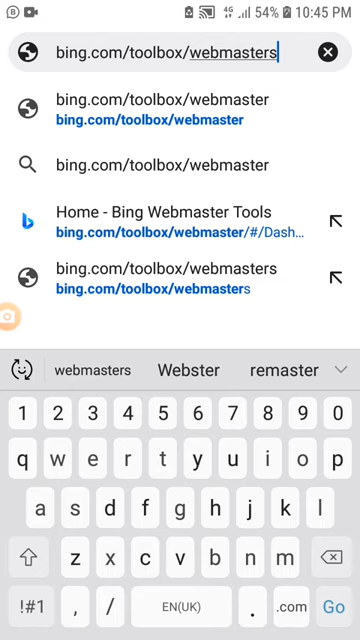 B 4G 54% 10:45 PM
bing.com/toolbox/webmasters
bing.com/toolbox/webmaster
bing.com/toolbox/webmaster
bing.com/toolbox/webmaster
Home - Bing Webmaster Tools
bing.com/toolbox/webmaster/#/Dash...
bing.com/toolbox/webmasters
bing.com/toolbox/webmasters
webmasters Webster remaster
1 2 3 4 5 6 7 8 9 0
q w e r t y u i o p
a s d f g h j k l
z x c v b n m
!#1 , / EN(UK) . .com Go